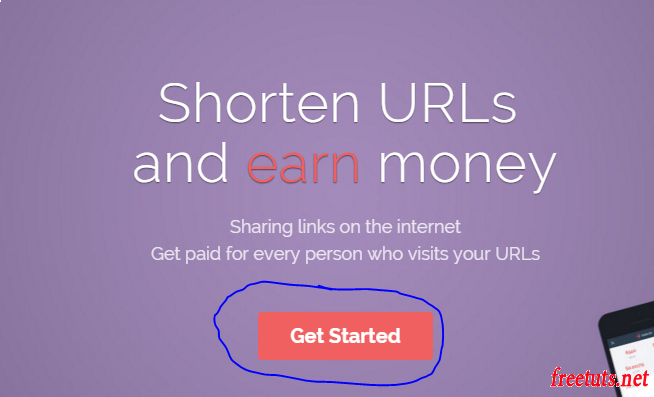 Shorten URLs
and earn money
Sharing links on the internet
Get paid for every person who visits your URLs
Get Started
freetuts.net